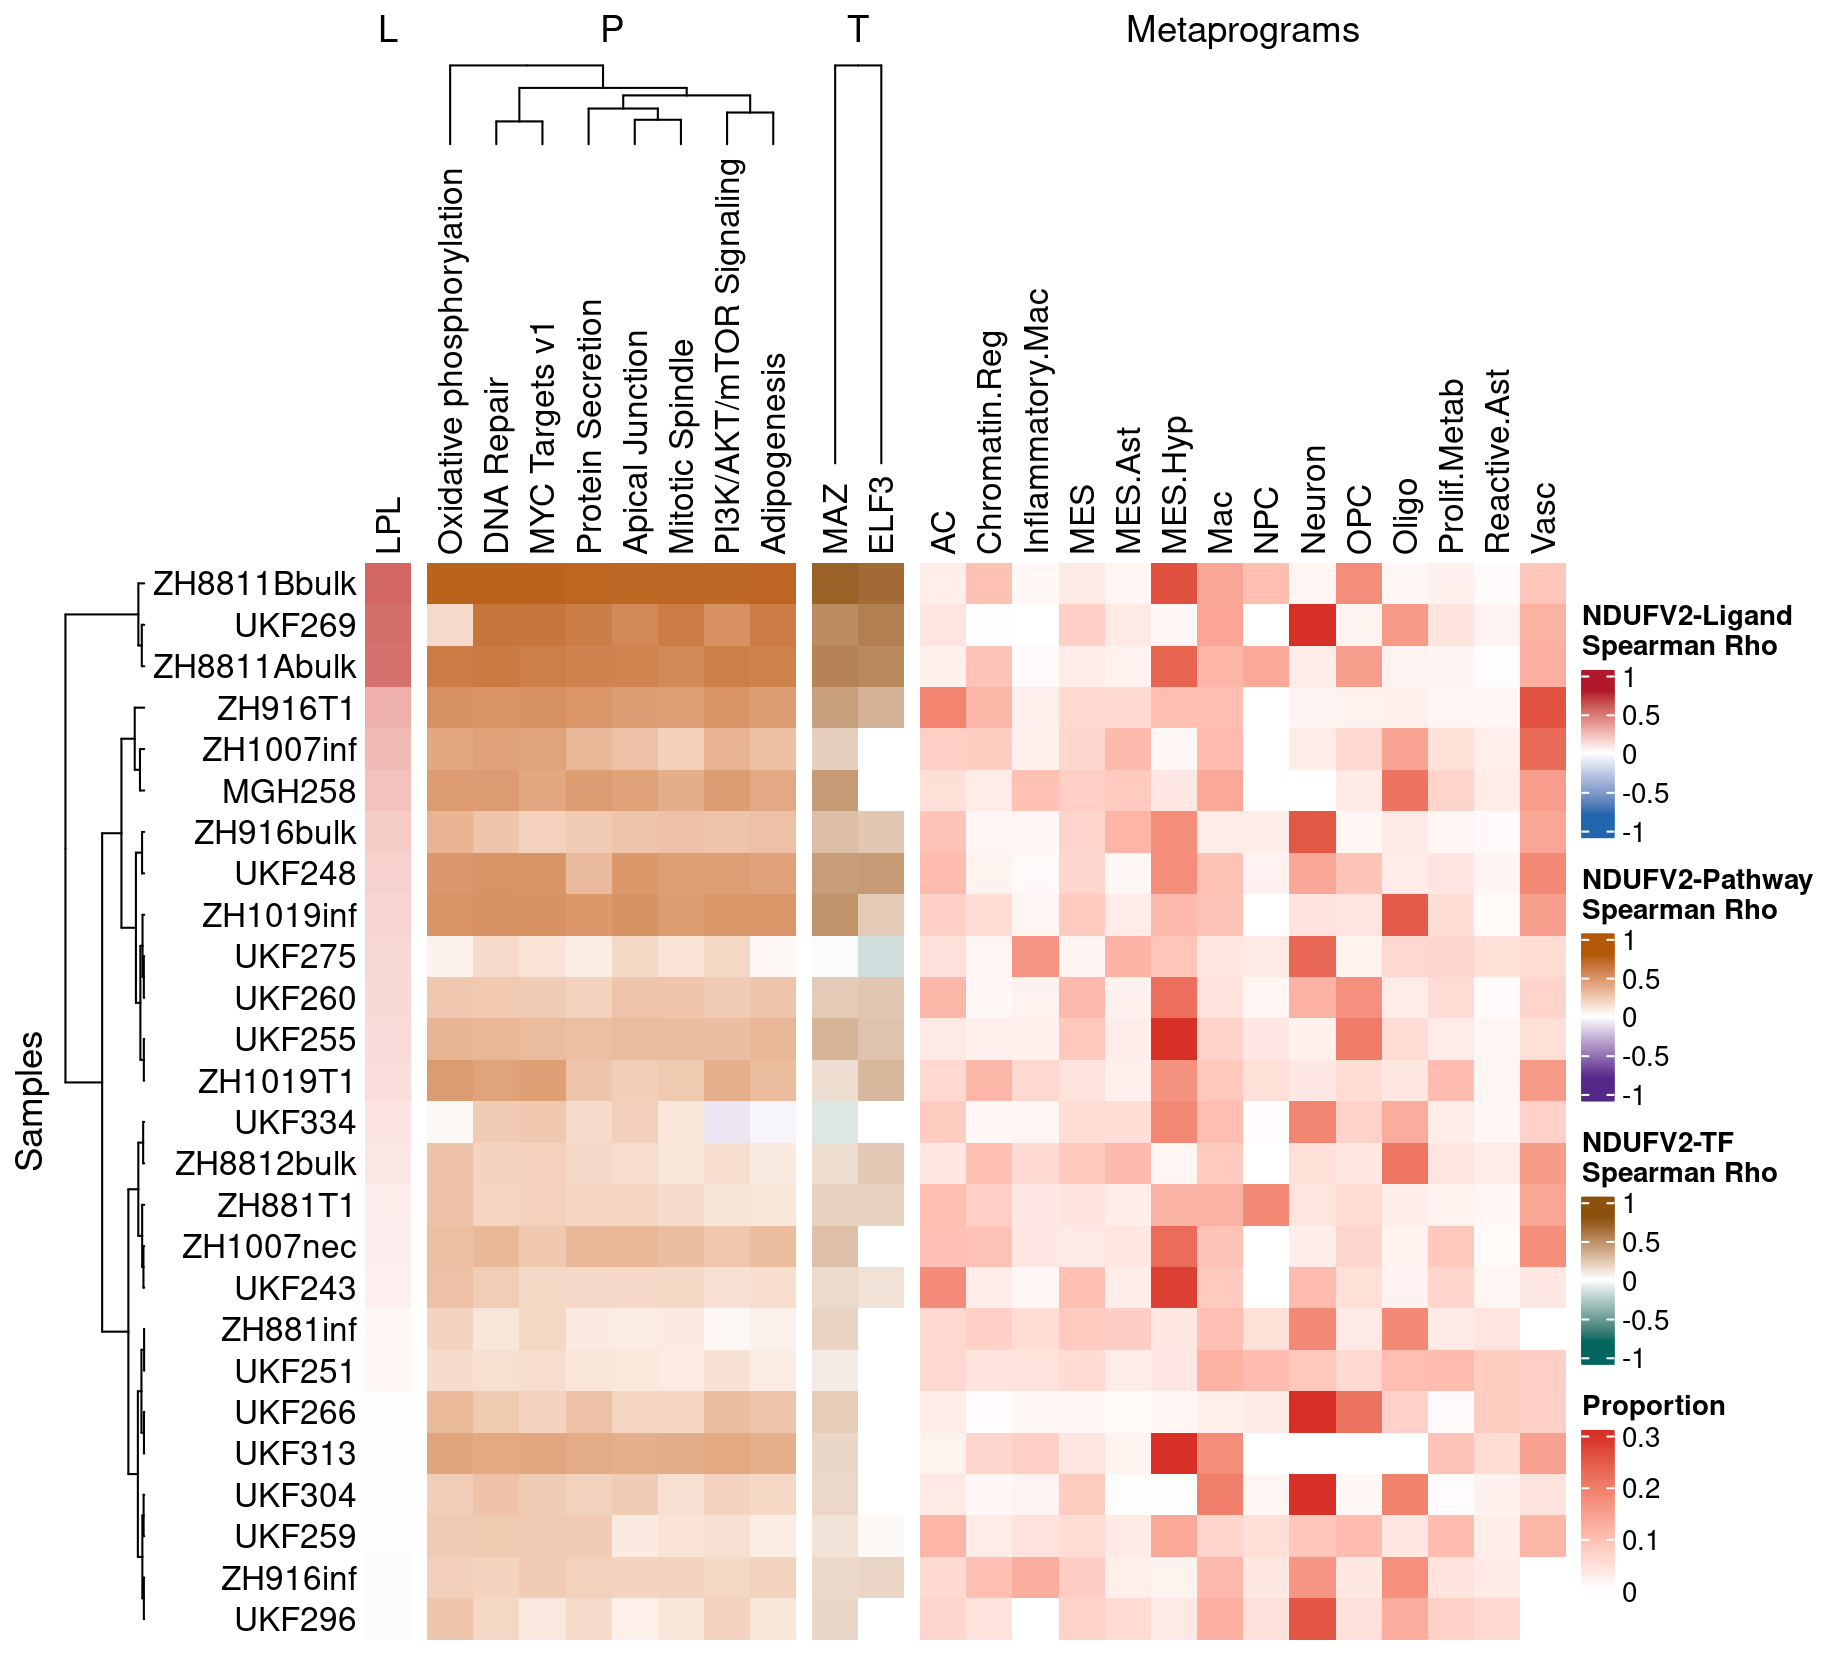 L P T Metaprograms
LPL
Oxidative phosphorylation
DNA Repair
MYC Targets v1
Protein Secretion
Apical Junction
Mitotic Spindle
PI3K/AKT/mTOR Signaling
Adipogenesis
MAZ
ELF3
AC
Chromatin.Reg
Inflammatory.Mac
MES
MES.Ast
MES.Hyp
Mac
NPC
Neuron
OPC
Oligo
Prolif.Metab
Reactive.Ast
Vasc
Samples
ZH8811Bbulk
UKF269
ZH8811Abulk
ZH916T1
ZH1007inf
MGH258
ZH916bulk
UKF248
ZH1019inf
UKF275
UKF260
UKF255
ZH1019T1
UKF334
ZH8812bulk
ZH881T1
ZH1007nec
UKF243
ZH881inf
UKF251
UKF266
UKF313
UKF304
UKF259
ZH916inf
UKF296
NDUFV2-Ligand
Spearman Rho
1
0.5
0
-0.5
-1
NDUFV2-Pathway
Spearman Rho
1
0.5
0
-0.5
-1
NDUFV2-TF
Spearman Rho
1
0.5
0
-0.5
-1
Proportion
0.3
0.2
0.1
0